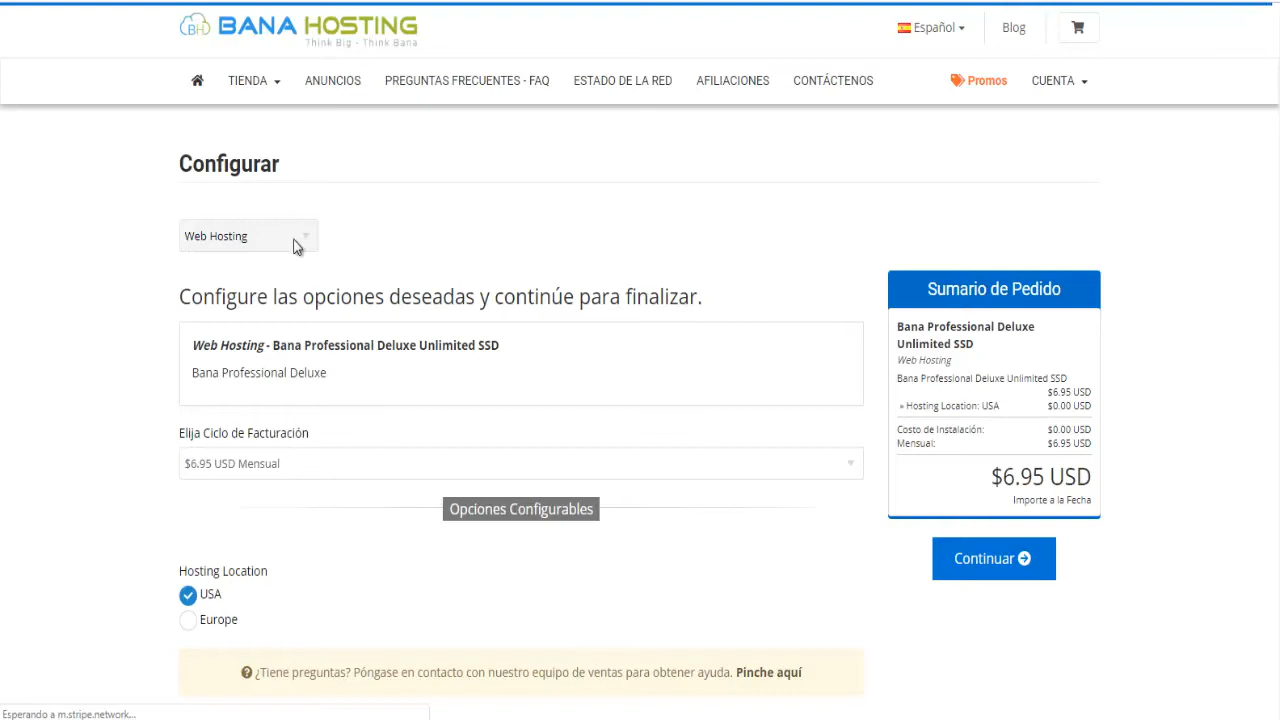 BH BANA HOSTING
Think Big - Think Bana
Español
Blog
TIENDA
ANUNCIOS
PREGUNTAS FRECUENTES - FAQ
ESTADO DE LA RED
AFILIACIONES
CONTÁCTENOS
Promos
CUENTA
Configurar
Web Hosting
Configure las opciones deseadas y continúe para finalizar.
Web Hosting - Bana Professional Deluxe Unlimited SSD
Bana Professional Deluxe
Elija Ciclo de Facturación
$6.95 USD Mensual
Opciones Configurables
Hosting Location
USA
Europe
¿Tiene preguntas? Póngase en contacto con nuestro equipo de ventas para obtener ayuda. Pinche aquí
Sumario de Pedido
Bana Professional Deluxe
Unlimited SSD
Web Hosting
Bana Professional Deluxe Unlimited SSD
$6.95 USD
» Hosting Location: USA $0.00 USD
Costo de Instalación: $0.00 USD
Mensual: $6.95 USD
$6.95 USD
Importe a la Fecha
Continuar
Esperando a m.stripe.network...